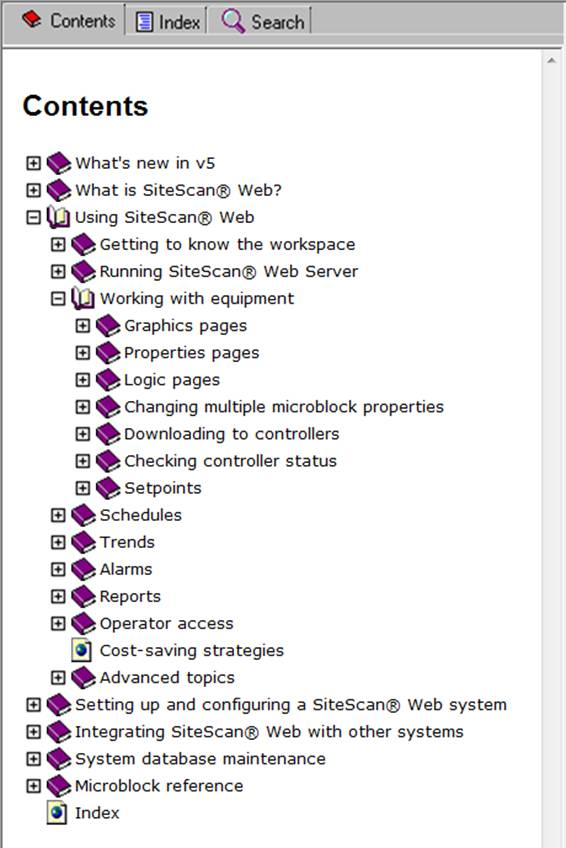 Contents Index Search
Contents
What's new in v5
What is SiteScan® Web?
Using SiteScan® Web
Getting to know the workspace
Running SiteScan® Web Server
Working with equipment
Graphics pages
Properties pages
Logic pages
Changing multiple microblock properties
Downloading to controllers
Checking controller status
Setpoints
Schedules
Trends
Alarms
Reports
Operator access
Cost-saving strategies
Advanced topics
Setting up and configuring a SiteScan® Web system
Integrating SiteScan® Web with other systems
System database maintenance
Microblock reference
Index